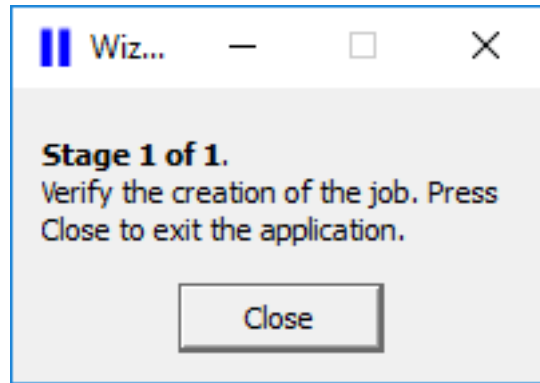 Wiz...
Stage 1 of 1.
Verify the creation of the job. Press
Close to exit the application.
Close